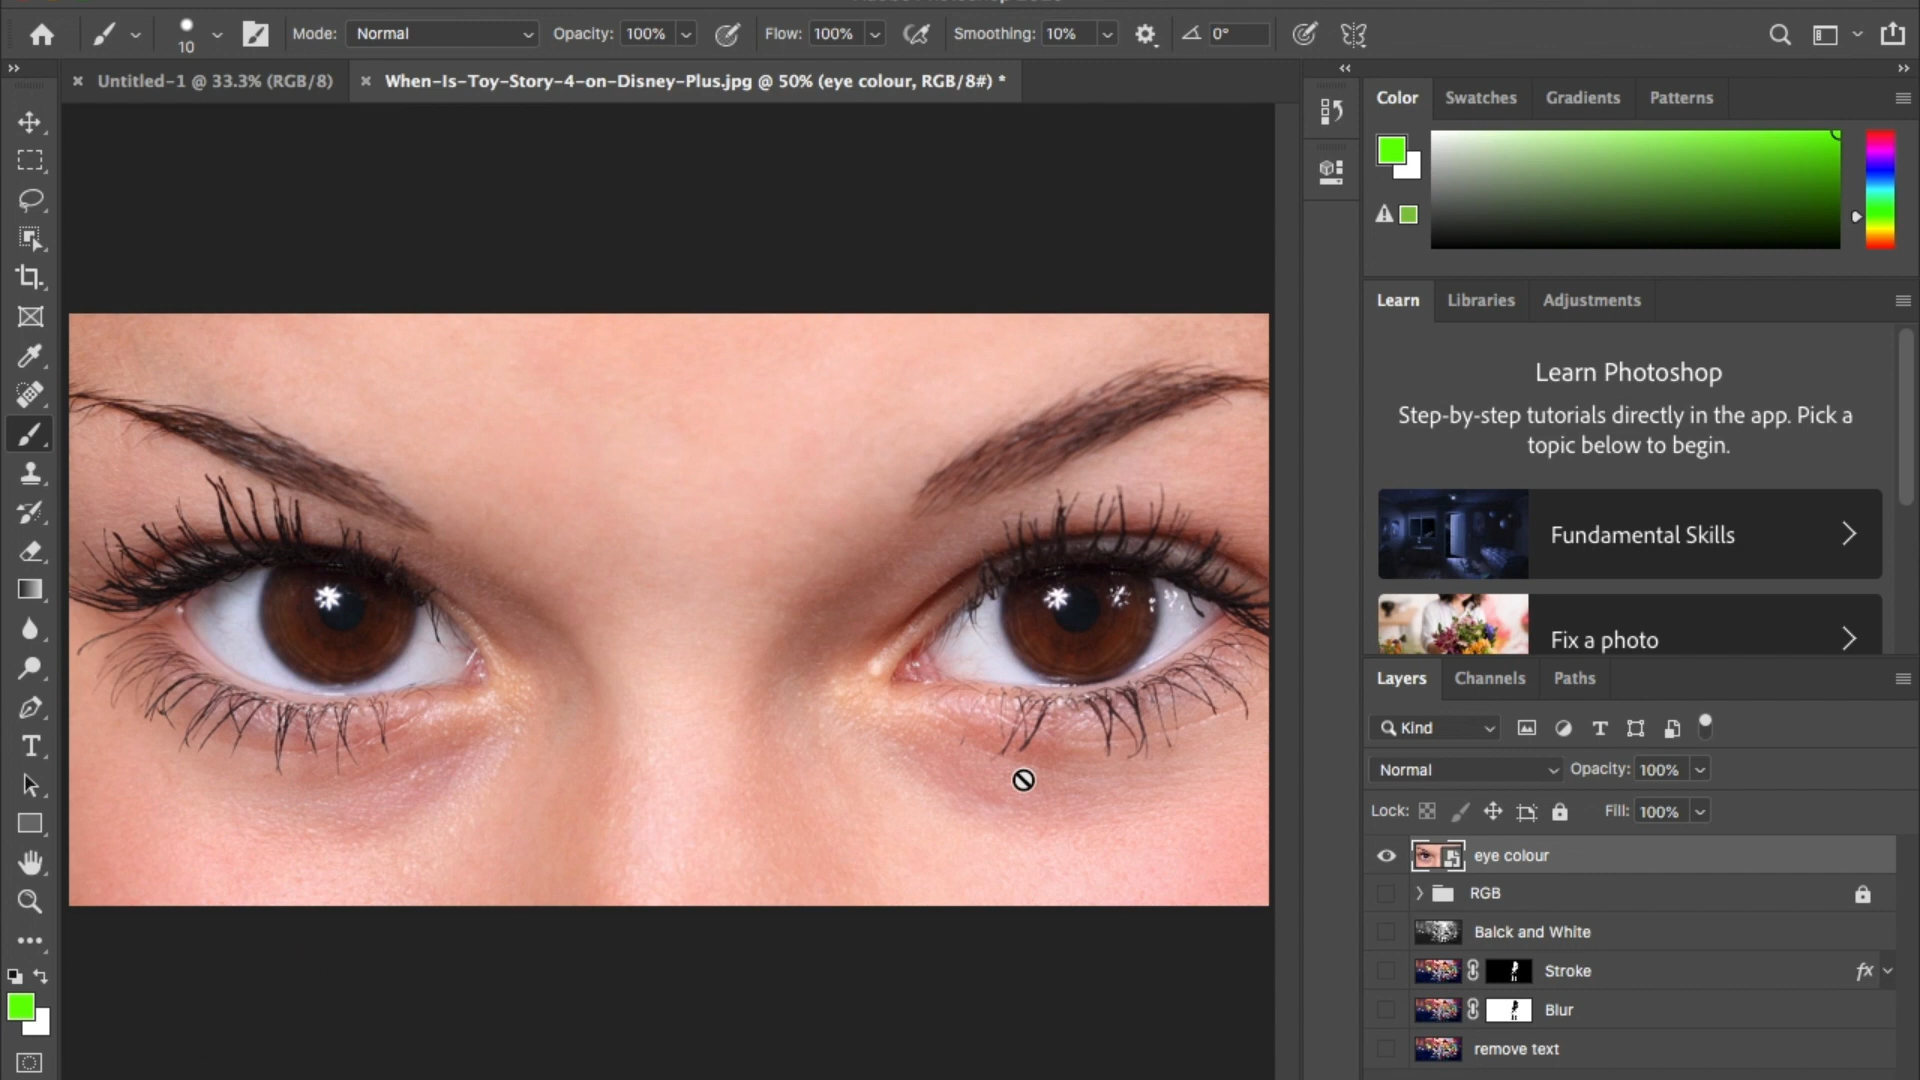 10 Mode: Normal Opacity: 100% Flow: 100% Smoothing: 10% 0°
Untitled-1 @ 33.3% (RGB/8) When-Is-Toy-Story-4-on-Disney-Plus.jpg @ 50% (eye colour, RGB/8#) *
Color Swatches Gradients Patterns
Learn Libraries Adjustments
Learn Photoshop
Step-by-step tutorials directly in the app. Pick a
topic below to begin.
Fundamental Skills
Fix a photo
Layers Channels Paths
Kind
Normal Opacity: 100%
Lock: Fill: 100%
eye colour
RGB
Balck and White
Stroke fx
Blur
remove text